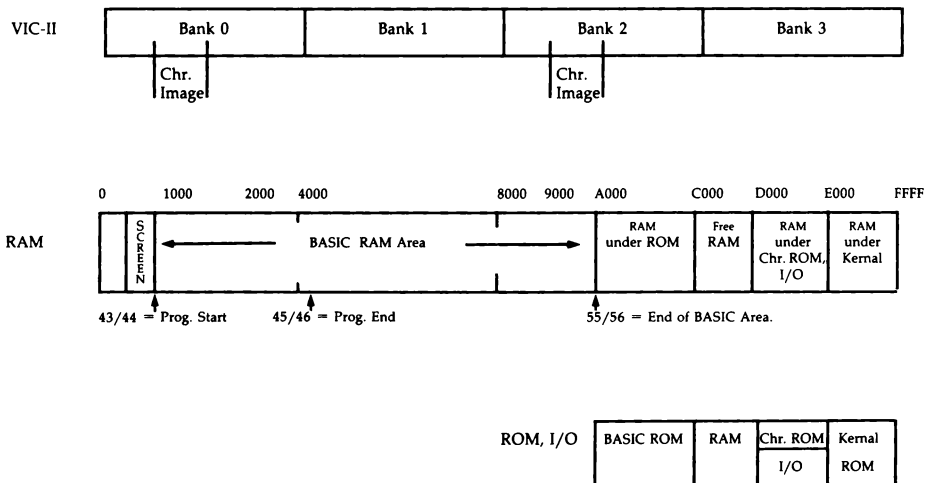 VIC-II
Bank 0
Bank 1
Bank 2
Bank 3
Chr.
Image
Chr.
Image
0 1000 2000 4000 8000 9000 A000 C000 D000 E000 FFFF
RAM
SCREEN
BASIC RAM Area
RAM
under ROM
Free
RAM
RAM
under
Chr. ROM,
I/O
RAM
under
Kernal
43/44 = Prog. Start
45/46 = Prog. End
55/56 = End of BASIC Area.
ROM, I/O
BASIC ROM
RAM
Chr. ROM
I/O
Kernal
ROM